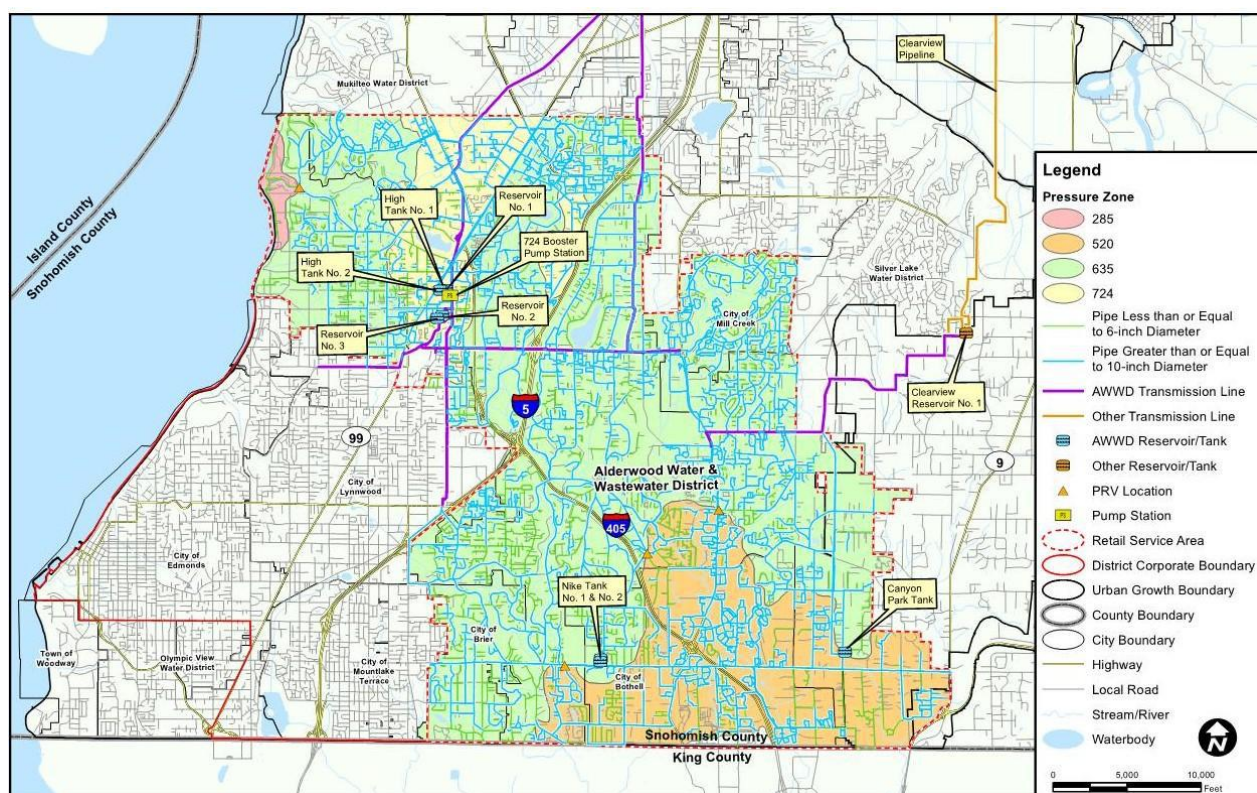 Clearview
Pipeline
Mukilteo Water District
Island County
Snohomish County
High
Tank No. 1
Reservoir
No. 1
724 Booster
Pump Station
High
Tank No. 2
Reservoir
No. 2
Reservoir
No. 3
Silver Lake
Water District
City of
Mill Creek
Clearview
Reservoir No. 1
5
99
City of
Lynnwood
9
Alderwood Water &
Wastewater District
405
City of
Edmonds
Nike Tank
No. 1 & No. 2
Canyon
Park Tank
Town of
Woodway
Olympic View
Water District
City of
Mountlake
Terrace
City of
Brier
City of
Bothell
Snohomish County
King County
Legend
Pressure Zone
285
520
635
724
Pipe Less than or Equal
to 6-inch Diameter
Pipe Greater than or Equal
to 10-inch Diameter
AWWD Transmission Line
Other Transmission Line
AWWD Reservoir/Tank
Other Reservoir/Tank
PRV Location
Pump Station
Retail Service Area
District Corporate Boundary
Urban Growth Boundary
County Boundary
City Boundary
Highway
Local Road
Stream/River
Waterbody
N
0 5,000 10,000
Feet